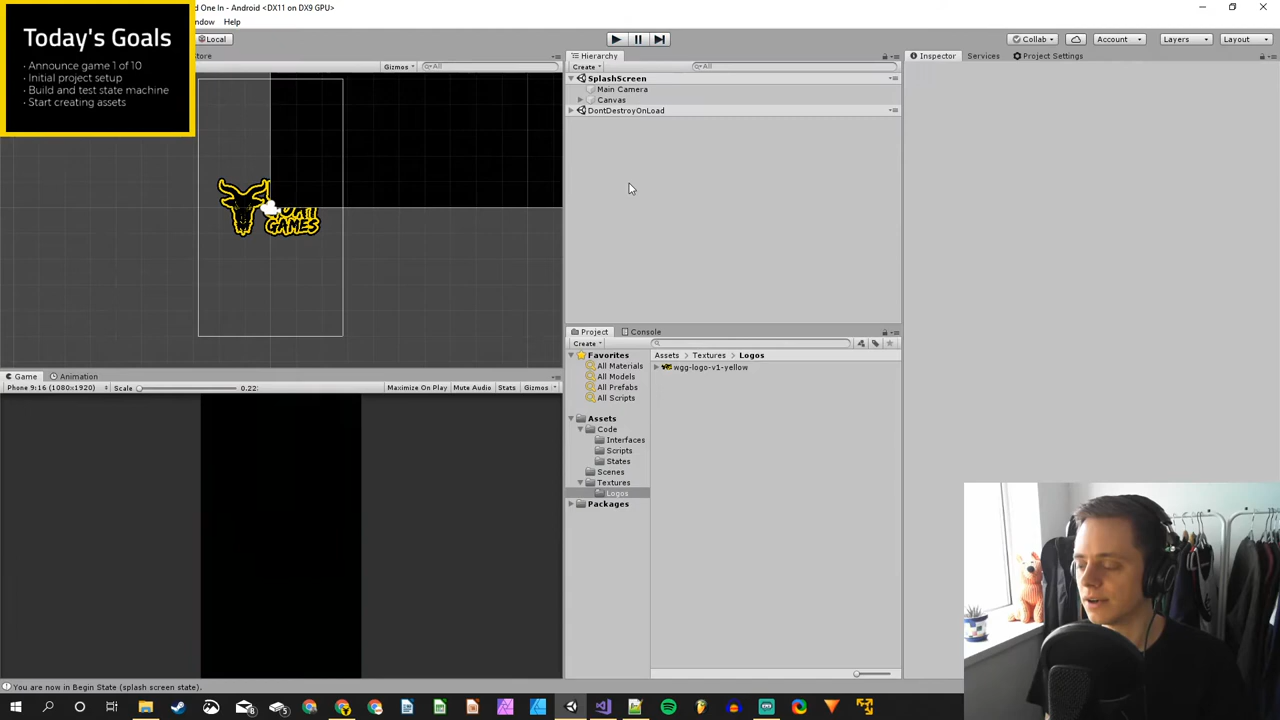 d One In - Android <DX11 on DX9 GPU>
Today's Goals
· Announce game 1 of 10
· Initial project setup
· Build and test state machine
· Start creating assets
ndow Help
Local
Collab
Account
Layers
Layout
tore
Gizmos
All
Hierarchy
Create
All
SplashScreen
Main Camera
Canvas
DontDestroyOnLoad
Inspector
Services
Project Settings
GAMES
Game
Animation
Phone 9:16 (1080x1920)
Scale
0.22:
Maximize On Play
Mute Audio
Stats
Gizmos
Project
Console
Create
Favorites
All Materials
All Models
All Prefabs
All Scripts
Assets
Code
Interfaces
Scripts
States
Scenes
Textures
Logos
Packages
Assets
Textures
Logos
wgg-logo-v1-yellow
You are now in Begin State (splash screen state).